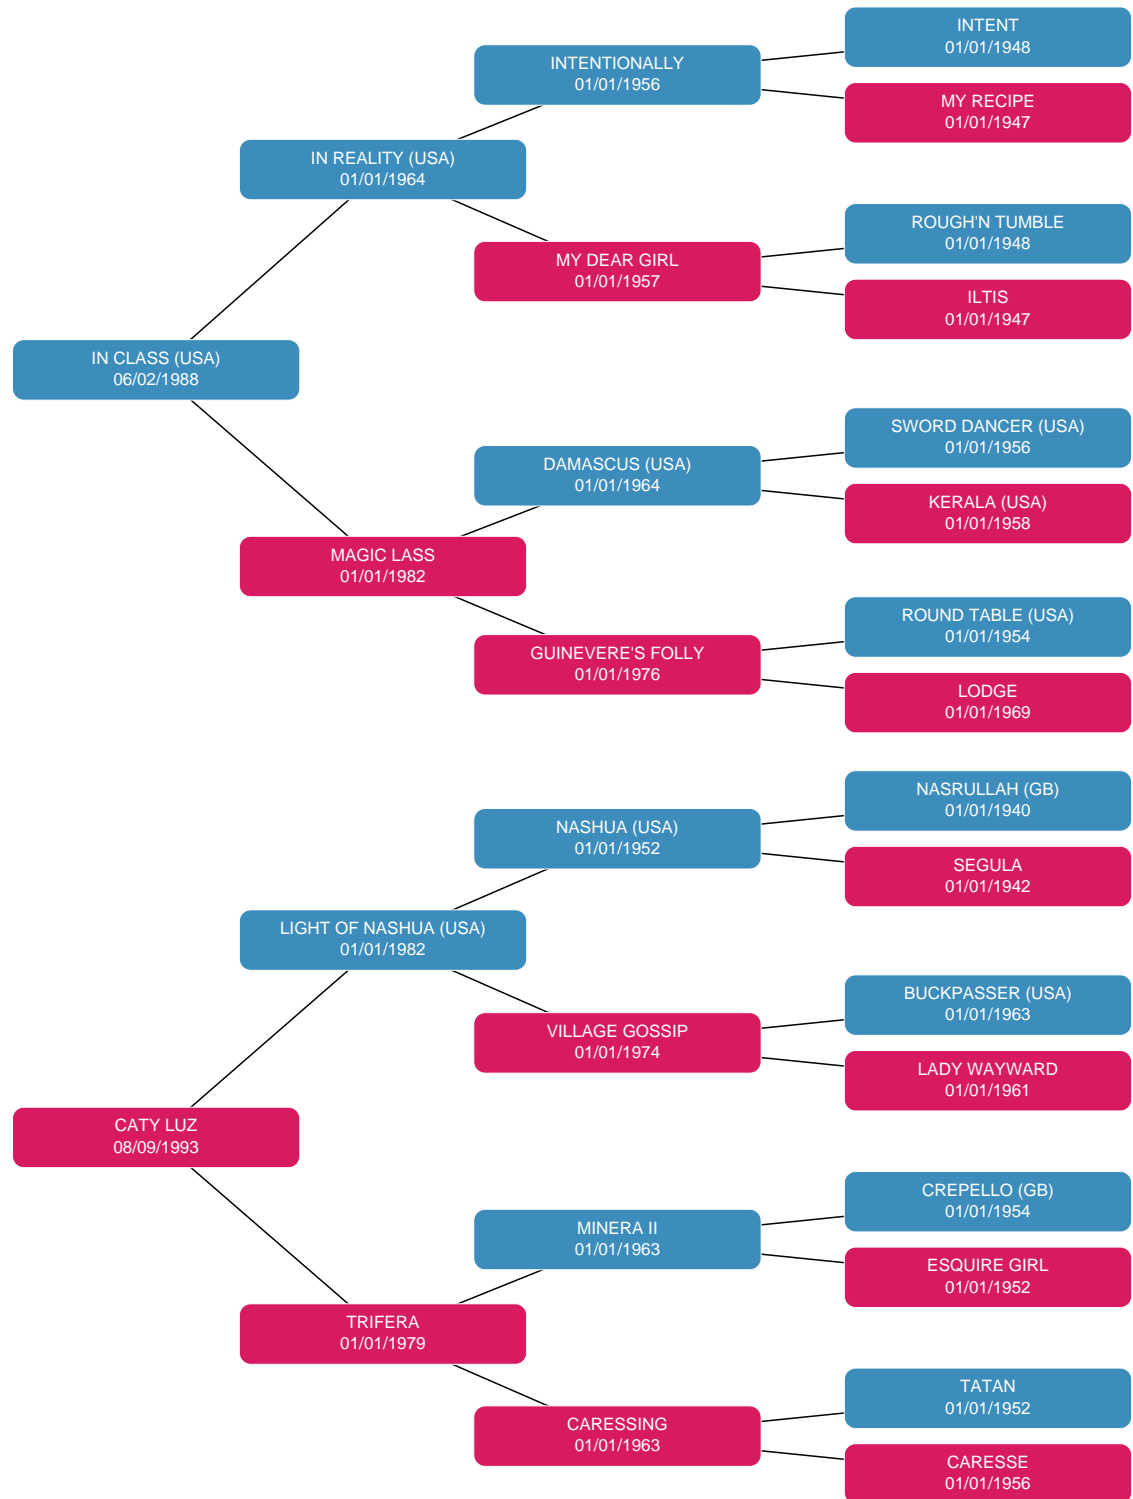 INTENT
01/01/1948
INTENTIONALLY
01/01/1956
MY RECIPE
01/01/1947
IN REALITY (USA)
01/01/1964
ROUGH'N TUMBLE
01/01/1948
MY DEAR GIRL
01/01/1957
ILTIS
01/01/1947
IN CLASS (USA)
06/02/1988
SWORD DANCER (USA)
01/01/1956
DAMASCUS (USA)
01/01/1964
KERALA (USA)
01/01/1958
MAGIC LASS
01/01/1982
ROUND TABLE (USA)
01/01/1954
GUINEVERE'S FOLLY
01/01/1976
LODGE
01/01/1969
NASRULLAH (GB)
01/01/1940
NASHUA (USA)
01/01/1952
SEGULA
01/01/1942
LIGHT OF NASHUA (USA)
01/01/1982
BUCKPASSER (USA)
01/01/1963
VILLAGE GOSSIP
01/01/1974
LADY WAYWARD
01/01/1961
CATY LUZ
08/09/1993
CREPELLO (GB)
01/01/1954
MINERA II
01/01/1963
ESQUIRE GIRL
01/01/1952
TRIFERA
01/01/1979
TATAN
01/01/1952
CARESSING
01/01/1963
CARESSE
01/01/1956